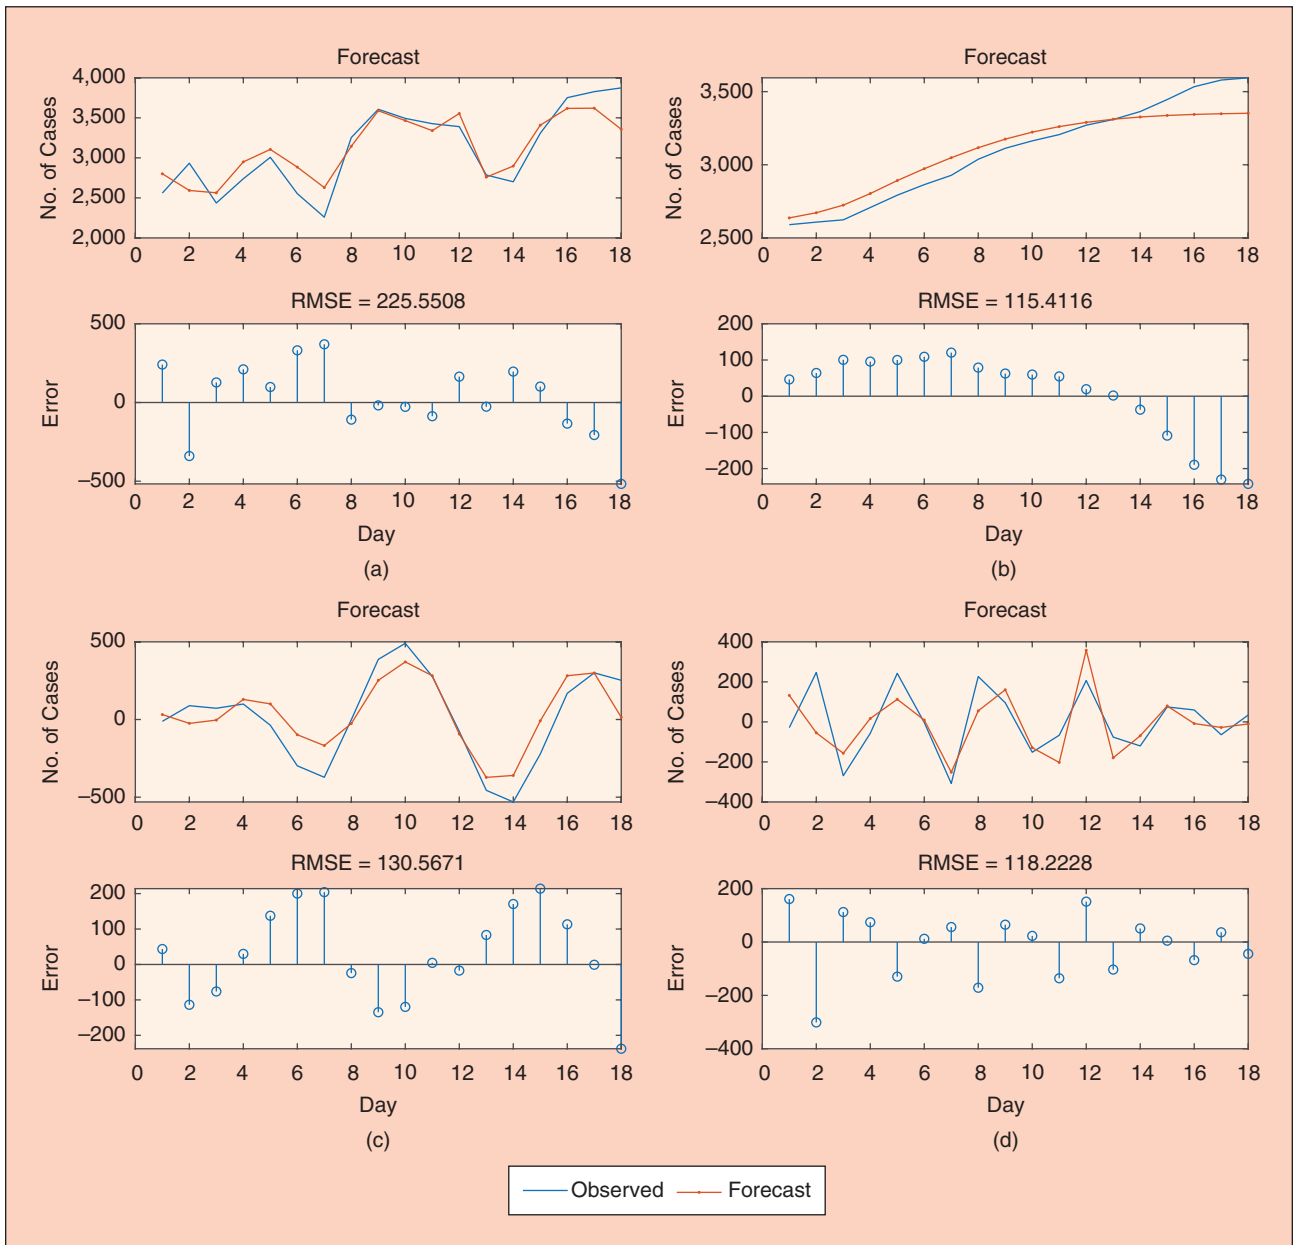 Forecast
No. of Cases
4,000
3,500
3,000
2,500
2,000
0 2 4 6 8 10 12 14 16 18
RMSE = 225.5508
Error
500
0
–500
0 2 4 6 8 10 12 14 16 18
Day
(a)
Forecast
No. of Cases
3,500
3,000
2,500
0 2 4 6 8 10 12 14 16 18
RMSE = 115.4116
Error
200
100
0
–100
–200
0 2 4 6 8 10 12 14 16 18
Day
(b)
Forecast
No. of Cases
500
0
–500
0 2 4 6 8 10 12 14 16 18
RMSE = 130.5671
Error
200
100
0
–100
–200
0 2 4 6 8 10 12 14 16 18
Day
(c)
Forecast
No. of Cases
400
200
0
–200
–400
0 2 4 6 8 10 12 14 16 18
RMSE = 118.2228
Error
200
0
–200
–400
0 2 4 6 8 10 12 14 16 18
Day
(d)
Observed Forecast